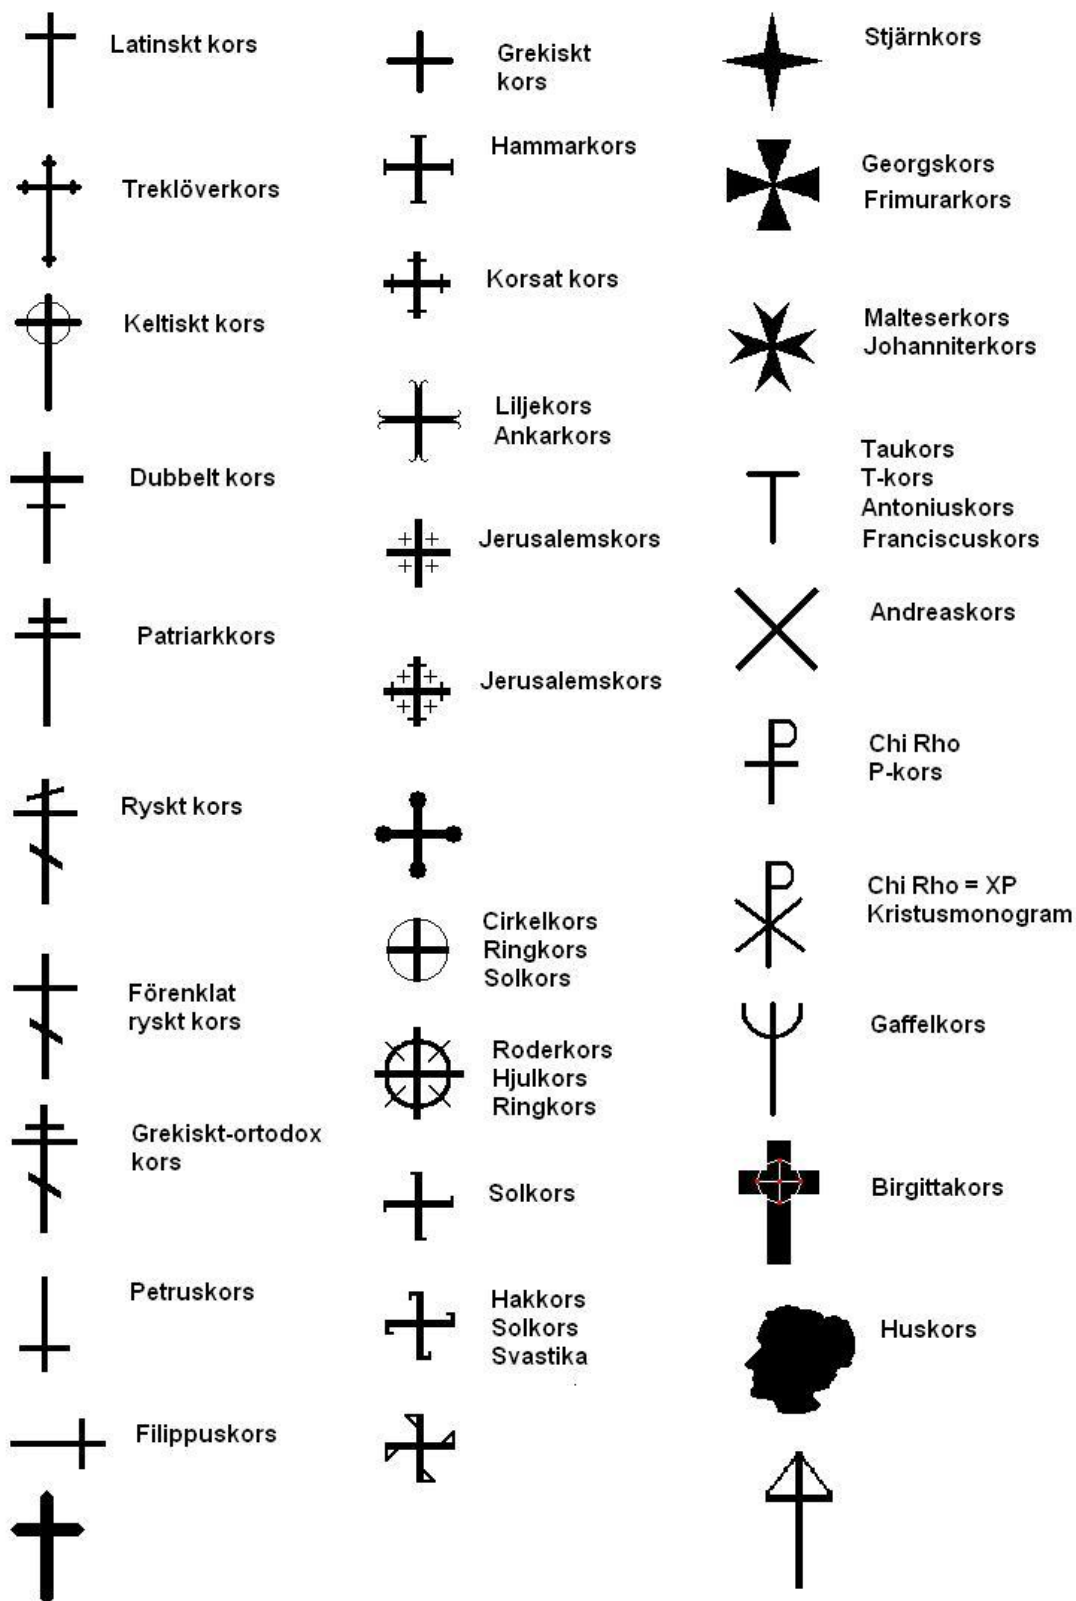 Latinskt kors
Treklöverkors
Keltiskt kors
Dubbelt kors
Patriarkkors
Ryskt kors
Förenklat
ryskt kors
Grekiskt-ortodox
kors
Petruskors
Filippuskors
Grekiskt
kors
Hammarkors
Korsat kors
Liljekors
Ankarkors
Jerusalemskors
Jerusalemskors
Cirkelkors
Ringkors
Solkors
Roderkors
Hjulkors
Ringkors
Solkors
Hakkors
Solkors
Svastika
Stjärnkors
Georgskors
Frimurarkors
Malteserkors
Johanniterkors
Taukors
T-kors
Antoniuskors
Franciscuskors
Andreaskors
Chi Rho
P-kors
Chi Rho = XP
Kristusmonogram
Gaffelkors
Birgittakors
Huskors